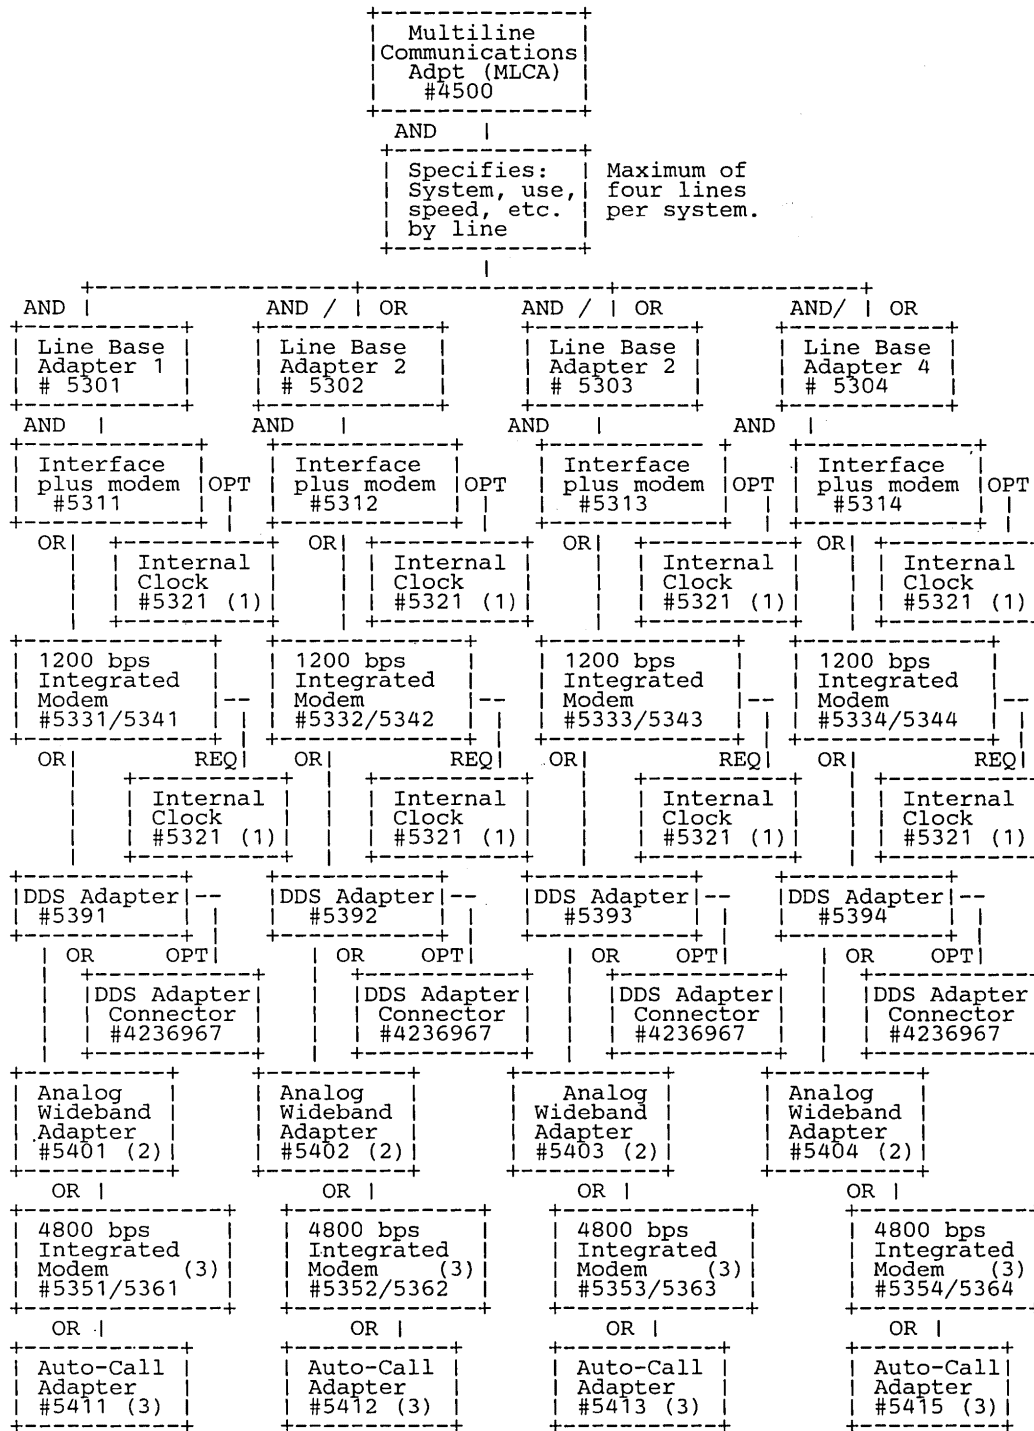 Multiline
Communications
Adpt (MLCA)
#4500
AND
Specifies: Maximum of
System, use, four lines
speed, etc. per system.
by line
AND AND / OR AND / OR AND/ OR
Line Base Line Base Line Base Line Base
Adapter 1 Adapter 2 Adapter 2 Adapter 4
# 5301 # 5302 # 5303 # 5304
AND AND AND AND
Interface Interface Interface Interface
plus modem OPT plus modem OPT plus modem OPT plus modem OPT
#5311 #5312 #5313 #5314
OR OR OR OR
Internal Internal Internal Internal
Clock Clock Clock Clock
#5321 (1) #5321 (1) #5321 (1) #5321 (1)
1200 bps 1200 bps 1200 bps 1200 bps
Integrated Integrated Integrated Integrated
Modem Modem Modem Modem
#5331/5341 #5332/5342 #5333/5343 #5334/5344
OR REQ OR REQ OR REQ OR REQ
Internal Internal Internal Internal
Clock Clock Clock Clock
#5321 (1) #5321 (1) #5321 (1) #5321 (1)
DDS Adapter DDS Adapter DDS Adapter DDS Adapter
#5391 #5392 #5393 #5394
OR OPT OR OPT OR OPT OR OPT
DDS Adapter DDS Adapter DDS Adapter DDS Adapter
Connector Connector Connector Connector
#4236967 #4236967 #4236967 #4236967
Analog Analog Analog Analog
Wideband Wideband Wideband Wideband
Adapter Adapter Adapter Adapter
#5401 (2) #5402 (2) #5403 (2) #5404 (2)
OR OR OR OR
4800 bps 4800 bps 4800 bps 4800 bps
Integrated Integrated Integrated Integrated
Modem (3) Modem (3) Modem (3) Modem (3)
#5351/5361 #5352/5362 #5353/5363 #5354/5364
OR OR OR OR
Auto-Call Auto-Call Auto-Call Auto-Call
Adapter Adapter Adapter Adapter
#5411 (3) #5412 (3) #5413 (3) #5415 (3)